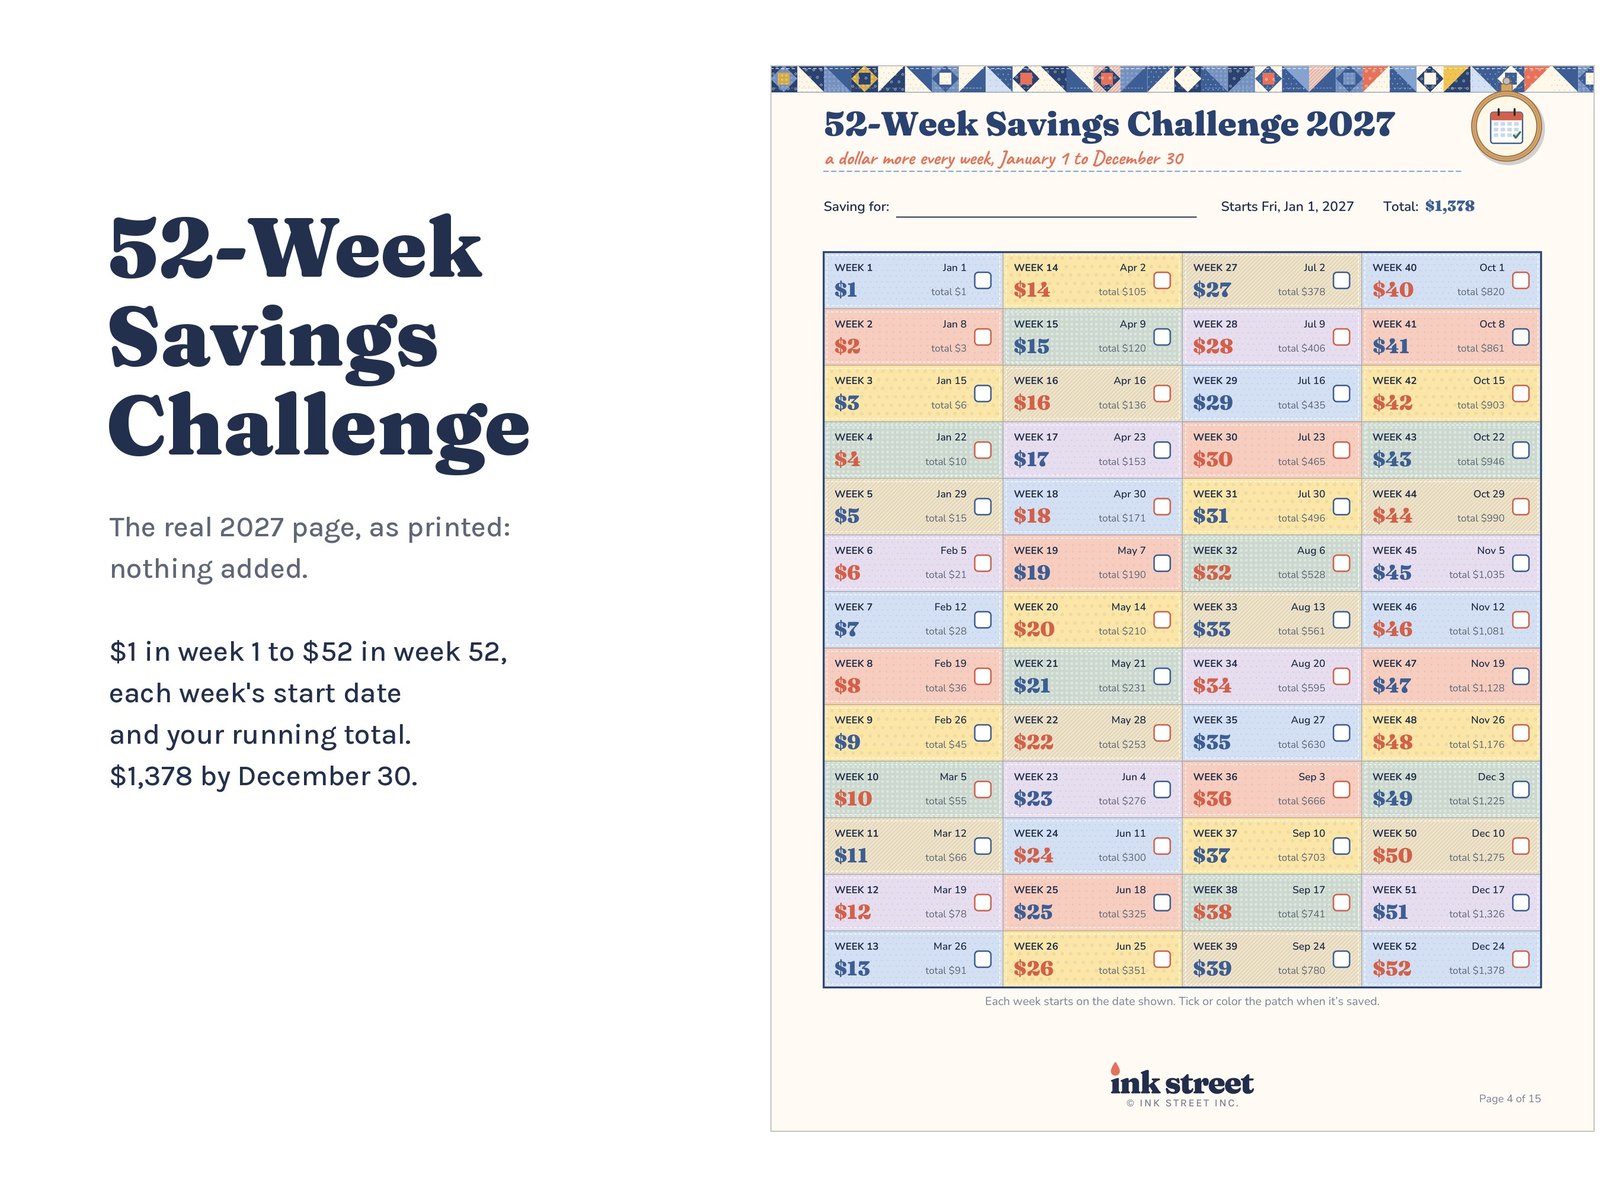 52-Week
Savings
Challenge
The real 2027 page, as printed:
nothing added.
$1 in week 1 to $52 in week 52,
each week's start date
and your running total.
$1,378 by December 30.
52-Week Savings Challenge 2027
a dollar more every week, January 1 to December 30
Saving for: Starts Fri, Jan 1, 2027 Total: $1,378
WEEK 1 Jan 1 WEEK 14 Apr 2 WEEK 27 Jul 2 WEEK 40 Oct 1
$1 total $1 $14 total $105 $27 total $378 $40 total $820
WEEK 2 Jan 8 WEEK 15 Apr 9 WEEK 28 Jul 9 WEEK 41 Oct 8
$2 total $3 $15 total $120 $28 total $406 $41 total $861
WEEK 3 Jan 15 WEEK 16 Apr 16 WEEK 29 Jul 16 WEEK 42 Oct 15
$3 total $6 $16 total $136 $29 total $435 $42 total $903
WEEK 4 Jan 22 WEEK 17 Apr 23 WEEK 30 Jul 23 WEEK 43 Oct 22
$4 total $10 $17 total $153 $30 total $465 $43 total $946
WEEK 5 Jan 29 WEEK 18 Apr 30 WEEK 31 Jul 30 WEEK 44 Oct 29
$5 total $15 $18 total $171 $31 total $496 $44 total $990
WEEK 6 Feb 5 WEEK 19 May 7 WEEK 32 Aug 6 WEEK 45 Nov 5
$6 total $21 $19 total $190 $32 total $528 $45 total $1,035
WEEK 7 Feb 12 WEEK 20 May 14 WEEK 33 Aug 13 WEEK 46 Nov 12
$7 total $28 $20 total $210 $33 total $561 $46 total $1,081
WEEK 8 Feb 19 WEEK 21 May 21 WEEK 34 Aug 20 WEEK 47 Nov 19
$8 total $36 $21 total $231 $34 total $595 $47 total $1,128
WEEK 9 Feb 26 WEEK 22 May 28 WEEK 35 Aug 27 WEEK 48 Nov 26
$9 total $45 $22 total $253 $35 total $630 $48 total $1,176
WEEK 10 Mar 5 WEEK 23 Jun 4 WEEK 36 Sep 3 WEEK 49 Dec 3
$10 total $55 $23 total $276 $36 total $666 $49 total $1,225
WEEK 11 Mar 12 WEEK 24 Jun 11 WEEK 37 Sep 10 WEEK 50 Dec 10
$11 total $66 $24 total $300 $37 total $703 $50 total $1,275
WEEK 12 Mar 19 WEEK 25 Jun 18 WEEK 38 Sep 17 WEEK 51 Dec 17
$12 total $78 $25 total $325 $38 total $741 $51 total $1,326
WEEK 13 Mar 26 WEEK 26 Jun 25 WEEK 39 Sep 24 WEEK 52 Dec 24
$13 total $91 $26 total $351 $39 total $780 $52 total $1,378
Each week starts on the date shown. Tick or color the patch when it's saved.
ink street
© INK STREET INC.
Page 4 of 15